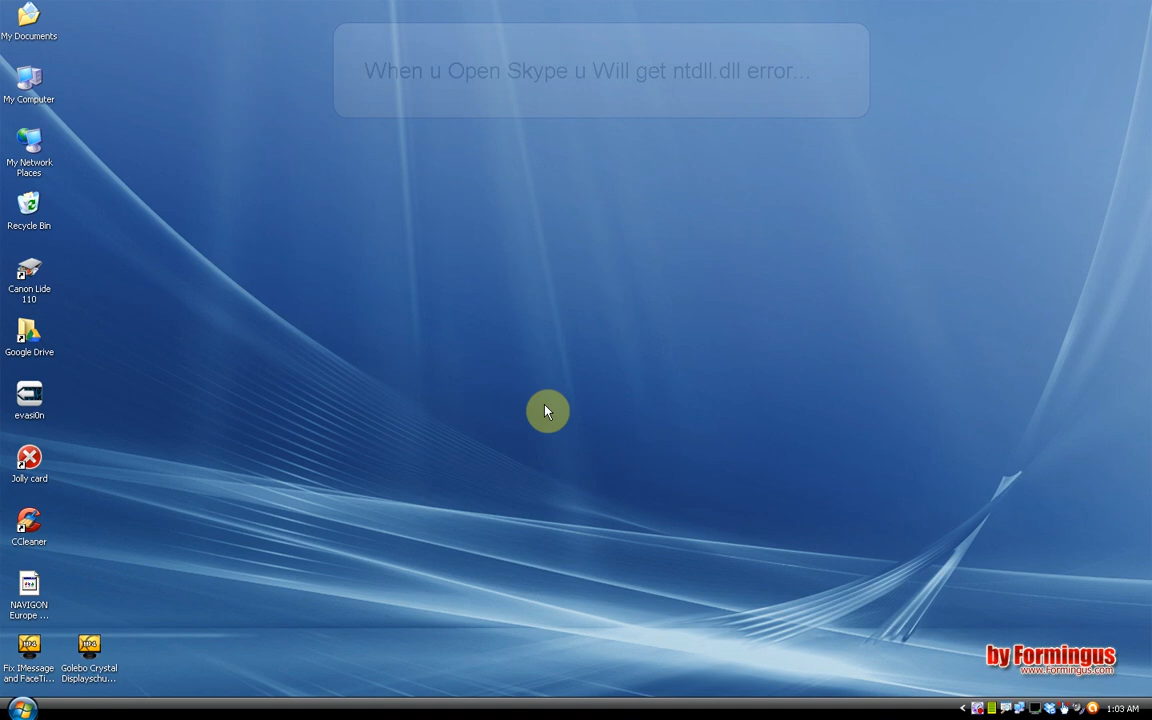 When u Open Skype u Will get ntdll.dll error...
My Documents
My Computer
My Network
Places
Recycle Bin
Canon Lide
110
Google Drive
evasi0n
Jolly card
CCleaner
NAVIGON
Europe ...
Fix IMessage
and FaceTi...
Golebo Crystal
Displayschu...
by Formingus
www.Formingus.com
1:03 AM